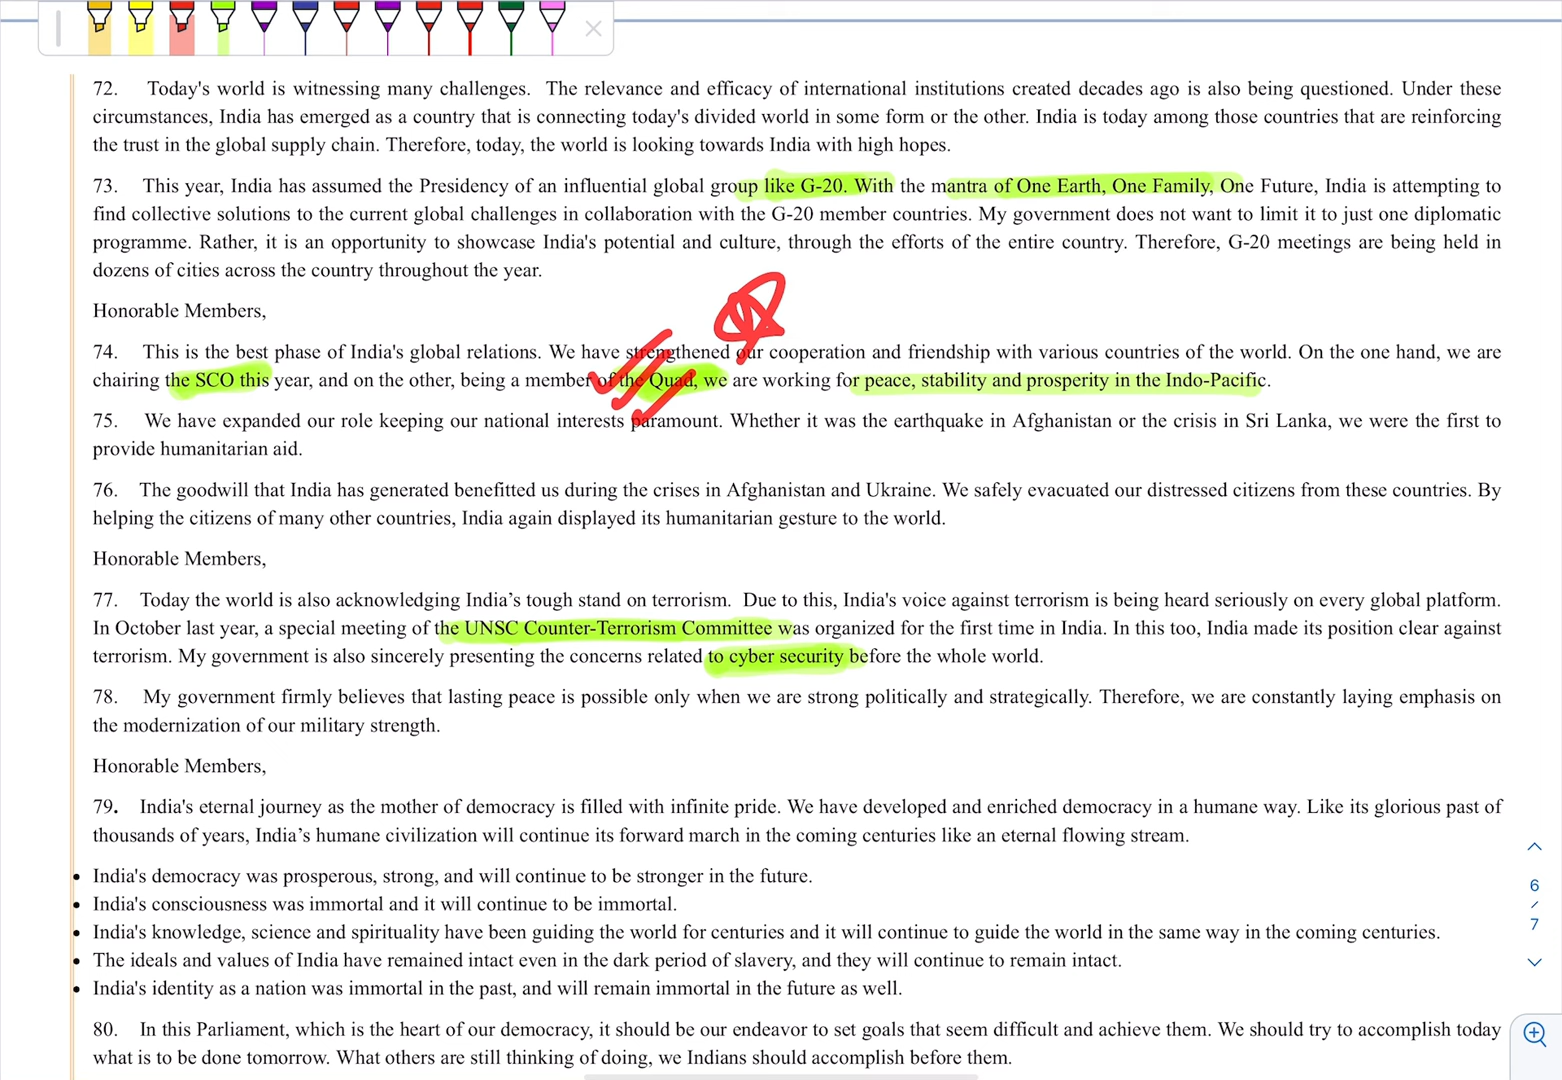 72. Today's world is witnessing many challenges. The relevance and efficacy of international institutions created decades ago is also being questioned. Under these
circumstances, India has emerged as a country that is connecting today's divided world in some form or the other. India is today among those countries that are reinforcing
the trust in the global supply chain. Therefore, today, the world is looking towards India with high hopes.
73. This year, India has assumed the Presidency of an influential global group like G-20. With the mantra of One Earth, One Family, One Future, India is attempting to
find collective solutions to the current global challenges in collaboration with the G-20 member countries. My government does not want to limit it to just one diplomatic
programme. Rather, it is an opportunity to showcase India's potential and culture, through the efforts of the entire country. Therefore, G-20 meetings are being held in
dozens of cities across the country throughout the year.
Honorable Members,
74. This is the best phase of India's global relations. We have strengthened our cooperation and friendship with various countries of the world. On the one hand, we are
chairing the SCO this year, and on the other, being a member of the Quad, we are working for peace, stability and prosperity in the Indo-Pacific.
75. We have expanded our role keeping our national interests paramount. Whether it was the earthquake in Afghanistan or the crisis in Sri Lanka, we were the first to
provide humanitarian aid.
76. The goodwill that India has generated benefitted us during the crises in Afghanistan and Ukraine. We safely evacuated our distressed citizens from these countries. By
helping the citizens of many other countries, India again displayed its humanitarian gesture to the world.
Honorable Members,
77. Today the world is also acknowledging India’s tough stand on terrorism. Due to this, India's voice against terrorism is being heard seriously on every global platform.
In October last year, a special meeting of the UNSC Counter-Terrorism Committee was organized for the first time in India. In this too, India made its position clear against
terrorism. My government is also sincerely presenting the concerns related to cyber security before the whole world.
78. My government firmly believes that lasting peace is possible only when we are strong politically and strategically. Therefore, we are constantly laying emphasis on
the modernization of our military strength.
Honorable Members,
79. India's eternal journey as the mother of democracy is filled with infinite pride. We have developed and enriched democracy in a humane way. Like its glorious past of
thousands of years, India’s humane civilization will continue its forward march in the coming centuries like an eternal flowing stream.
• India's democracy was prosperous, strong, and will continue to be stronger in the future.
• India's consciousness was immortal and it will continue to be immortal.
• India's knowledge, science and spirituality have been guiding the world for centuries and it will continue to guide the world in the same way in the coming centuries.
• The ideals and values of India have remained intact even in the dark period of slavery, and they will continue to remain intact.
• India's identity as a nation was immortal in the past, and will remain immortal in the future as well.
80. In this Parliament, which is the heart of our democracy, it should be our endeavor to set goals that seem difficult and achieve them. We should try to accomplish today
what is to be done tomorrow. What others are still thinking of doing, we Indians should accomplish before them.
6
/
7